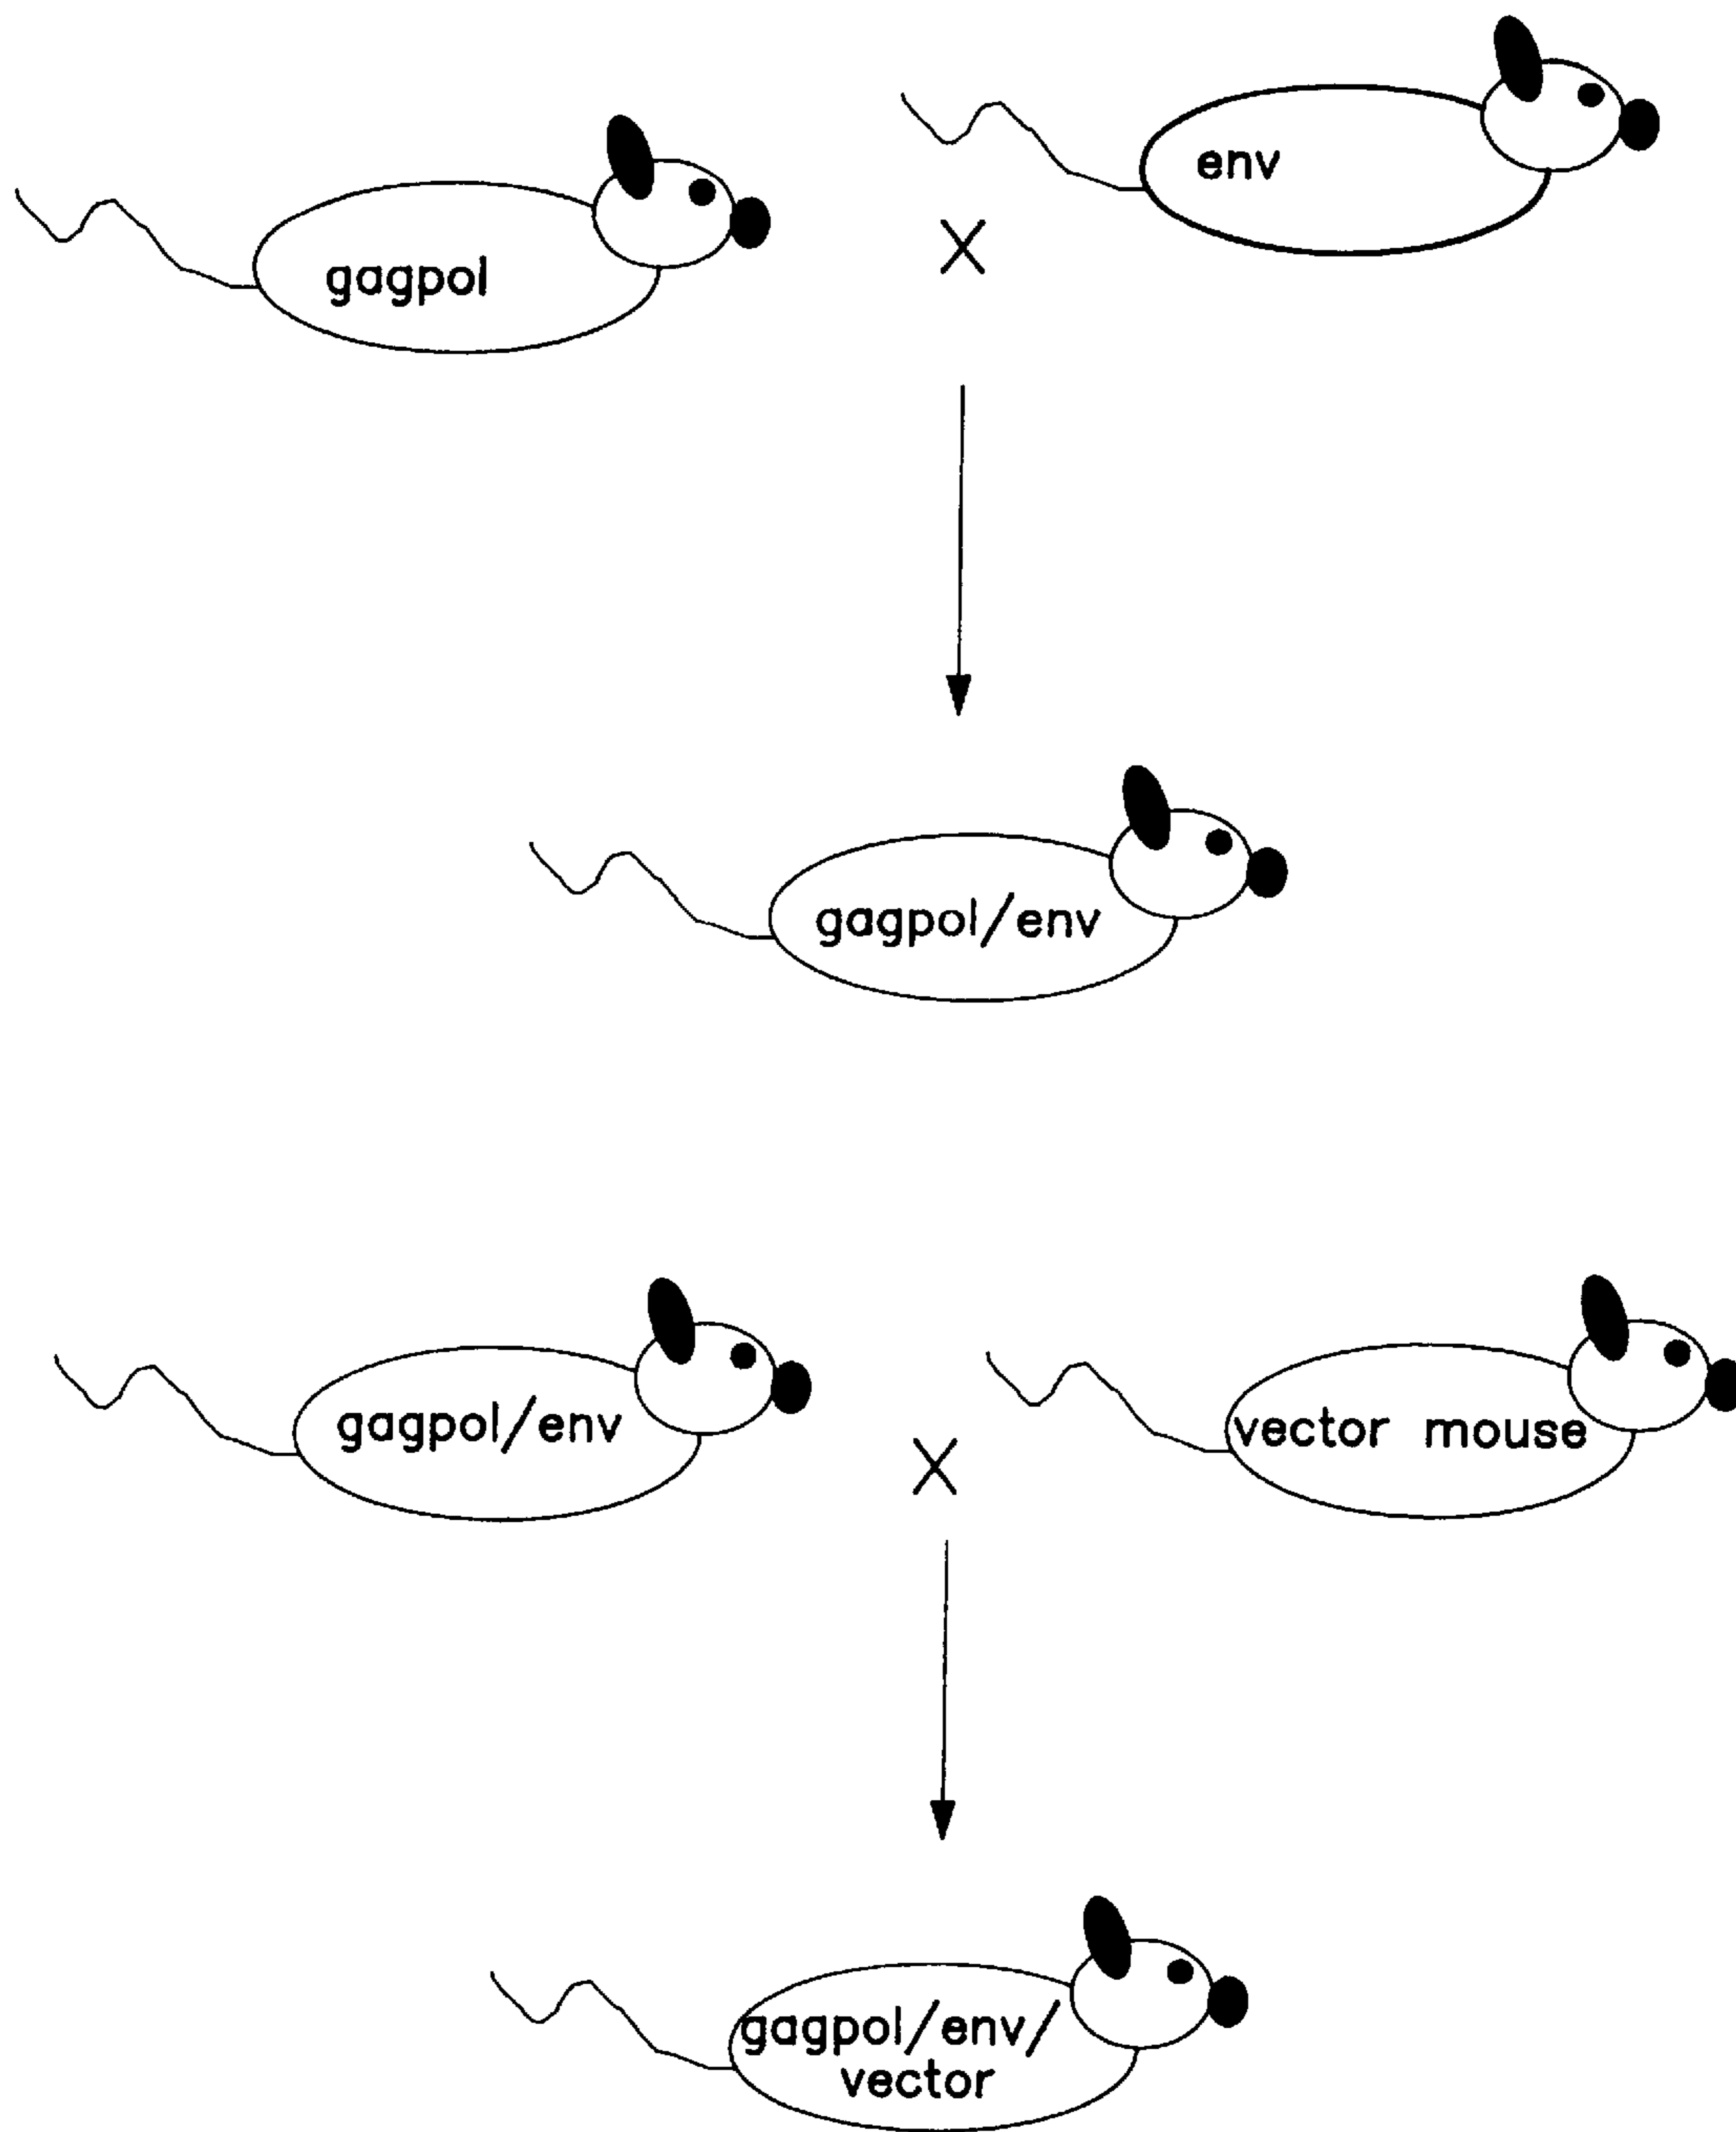 env
gagpol
X
gagpol/env
gagpol/env
vector mouse
X
gagpol/env/
vector